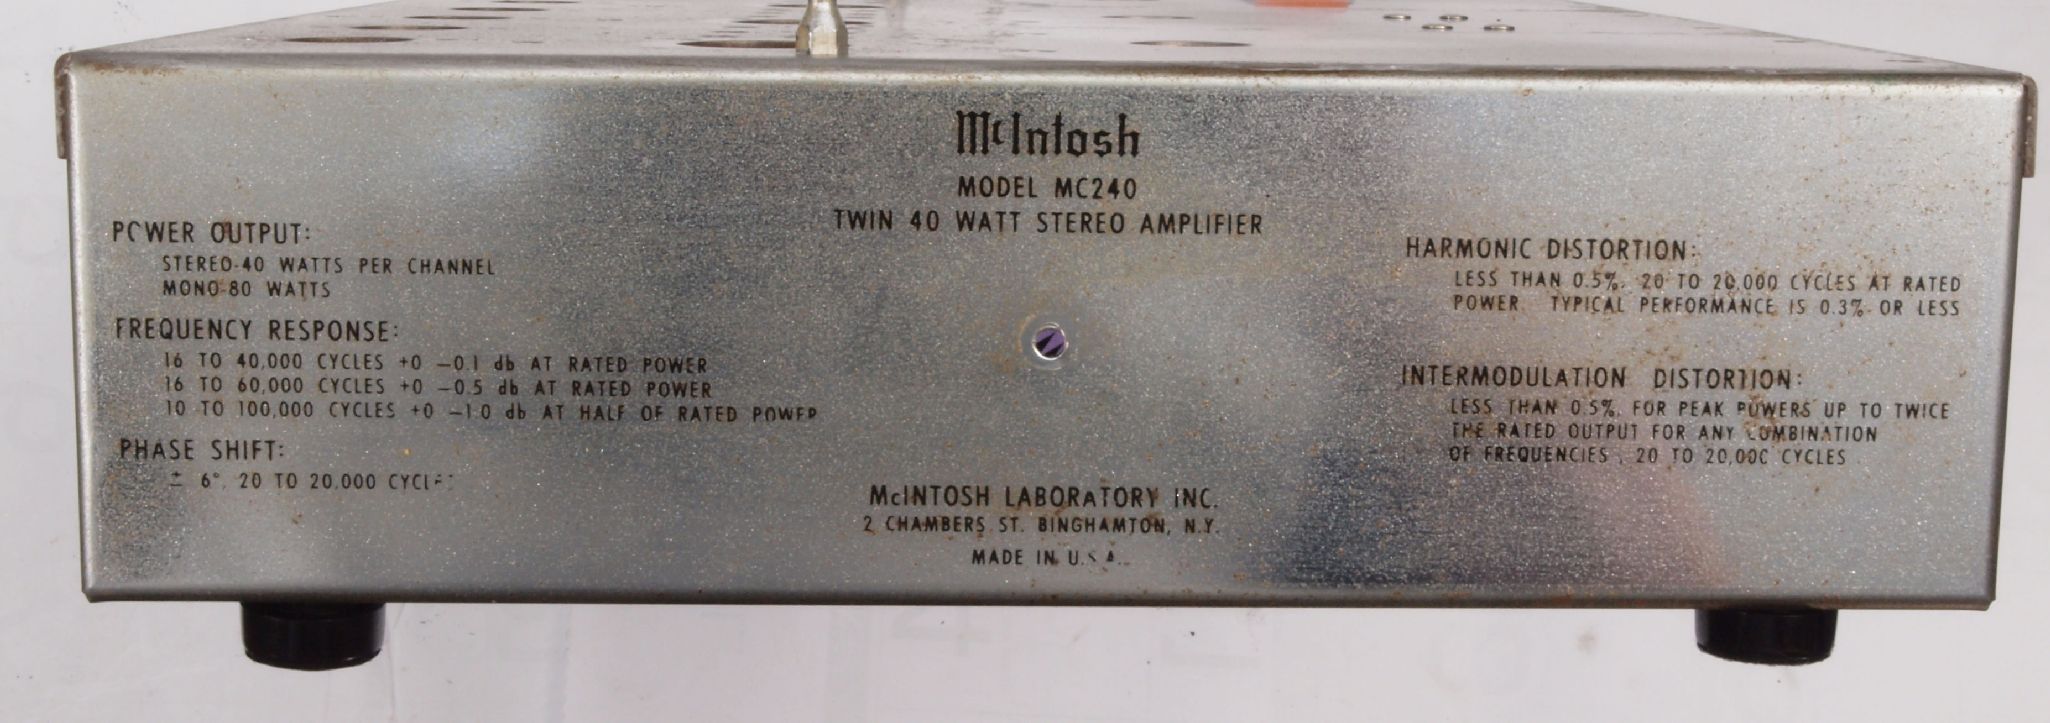 McIntosh
MODEL MC240
TWIN 40 WATT STEREO AMPLIFIER
POWER OUTPUT:
STEREO-40 WATTS PER CHANNEL
MONO-80 WATTS
FREQUENCY RESPONSE:
16 TO 40,000 CYCLES +0 –0.1 db AT RATED POWER
16 TO 60,000 CYCLES +0 –0.5 db AT RATED POWER
10 TO 100,000 CYCLES +0 –1.0 db AT HALF OF RATED POWER
PHASE SHIFT:
± 6°, 20 TO 20,000 CYCLES
HARMONIC DISTORTION:
LESS THAN 0.5%, 20 TO 20,000 CYCLES AT RATED
POWER. TYPICAL PERFORMANCE IS 0.3% OR LESS
INTERMODULATION DISTORTION:
LESS THAN 0.5%, FOR PEAK POWERS UP TO TWICE
THE RATED OUTPUT FOR ANY COMBINATION
OF FREQUENCIES, 20 TO 20,000 CYCLES
McINTOSH LABORATORY INC.
2 CHAMBERS ST. BINGHAMTON, N.Y.
MADE IN U.S.A.